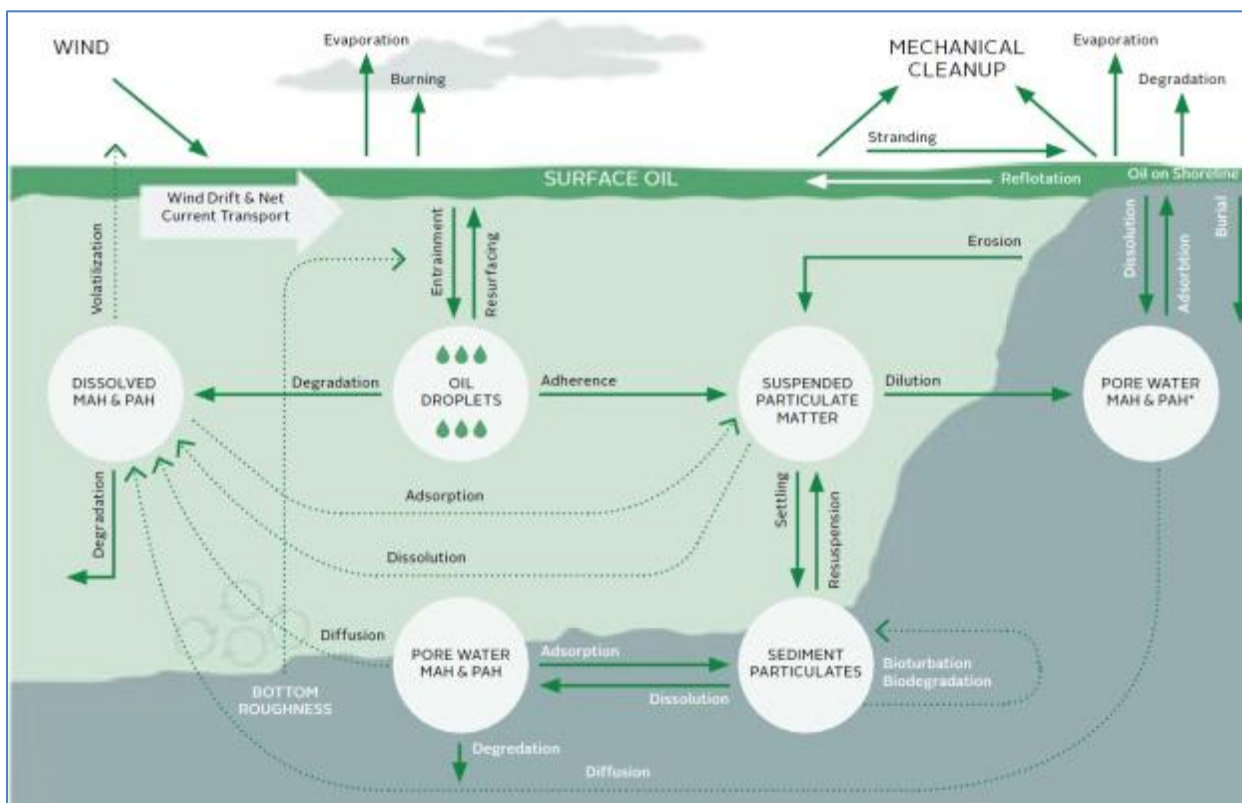 WIND
Evaporation
Burning
MECHANICAL
CLEANUP
Evaporation
Degradation
Stranding
SURFACE OIL
Reflotation
Oil on Shoreline
Wind Drift & Net
Current Transport
Volatilization
Entrainment
Resurfacing
Erosion
Dissolution
Adsorbtion
Burial
DISSOLVED
MAH & PAH
Degradation
OIL
DROPLETS
Adherence
SUSPENDED
PARTICULATE
MATTER
Dilution
PORE WATER
MAH & PAH*
Degradation
Adsorption
Dissolution
Settling
Resuspension
Diffusion
PORE WATER
MAH & PAH
Adsorption
Dissolution
SEDIMENT
PARTICULATES
Bioturbation
Biodegradation
BOTTOM
ROUGHNESS
Degredation
Diffusion